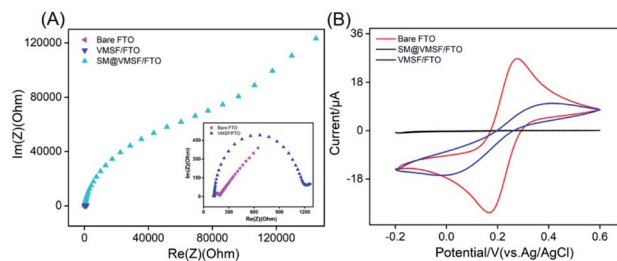 (A)
120000
80000
40000
0
Im(Z)(Ohm)
Bare FTO
VMSF/FTO
SM@VMSF/FTO
0 40000 80000 120000
Re(Z)(Ohm)
Bare FTO
VMSF/FTO
450
300
150
0
Im(Z)(Ohm)
0 300 600 900 1200
Re(Z)(Ohm)
(B)
36
18
0
-18
Current/μA
Bare FTO
SM@VMSF/FTO
VMSF/FTO
-0.2 0.0 0.2 0.4 0.6
Potential/V(vs.Ag/AgCl)